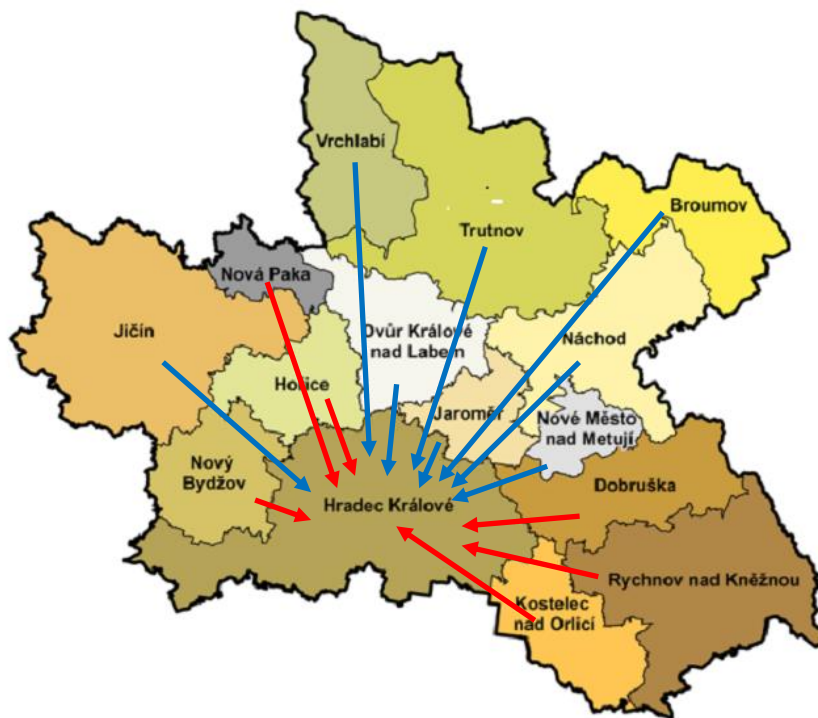 Vrchlabí
Broumov
Trutnov
Nová Paka
Jičín
Dvůr Králové
nad Labem
Náchod
Hořice
Jaroměř
Nové Město
nad Metují
Nový
Bydžov
Dobruška
Hradec Králové
Rychnov nad Kněžnou
Kostelec
nad Orlicí